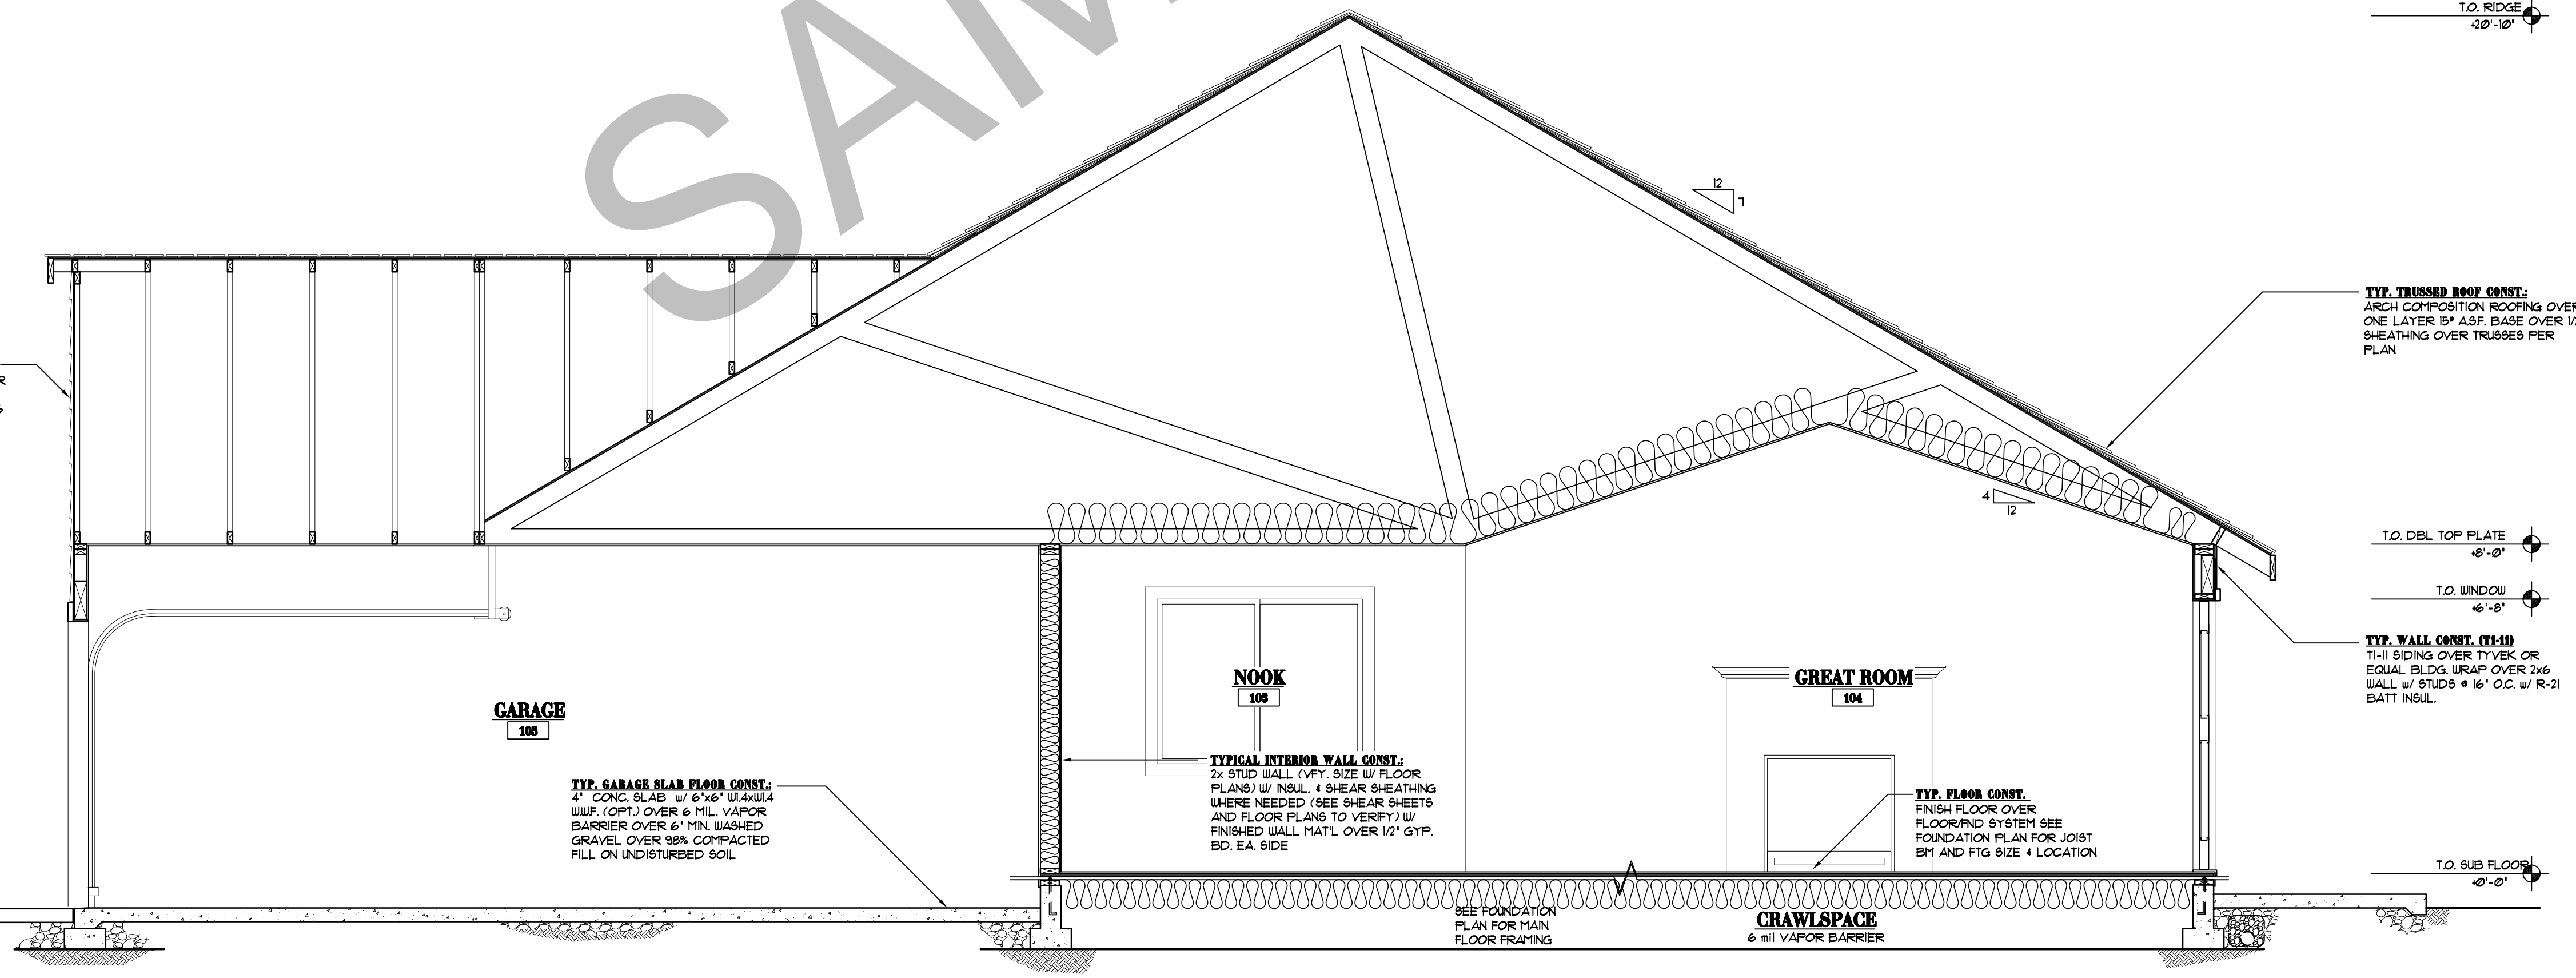 SAM
T.O. RIDGE
+20'-10"
12
7
TYP. TRUSSED ROOF CONST.:
ARCH COMPOSITION ROOFING OVER
ONE LAYER 15# A.S.F. BASE OVER 1/
SHEATHING OVER TRUSSES PER
PLAN
4
12
T.O. DBL TOP PLATE
+8'-0"
T.O. WINDOW
+6'-8"
TYP. WALL CONST. (T1-11)
T1-11 SIDING OVER TYVEK OR
EQUAL BLDG. WRAP OVER 2x6
WALL w/ STUDS @ 16" O.C. w/ R-21
BATT INSUL.
GARAGE
103
NOOK
103
GREAT ROOM
104
TYP. GARAGE SLAB FLOOR CONST.:
4" CONC. SLAB w/ 6"x6" W1.4xW1.4
W.W.F. (OPT.) OVER 6 MIL. VAPOR
BARRIER OVER 6" MIN. WASHED
GRAVEL OVER 98% COMPACTED
FILL ON UNDISTURBED SOIL
TYPICAL INTERIOR WALL CONST.:
2x STUD WALL (VFY. SIZE W/ FLOOR
PLANS) W/ INSUL. & SHEAR SHEATHING
WHERE NEEDED (SEE SHEAR SHEETS
AND FLOOR PLANS TO VERIFY) W/
FINISHED WALL MAT'L OVER 1/2" GYP.
BD. EA. SIDE
TYP. FLOOR CONST.
FINISH FLOOR OVER
FLOOR/FND SYSTEM SEE
FOUNDATION PLAN FOR JOIST
BM AND FTG SIZE & LOCATION
T.O. SUB FLOOR
+0'-0"
SEE FOUNDATION
PLAN FOR MAIN
FLOOR FRAMING
CRAWLSPACE
6 mil VAPOR BARRIER